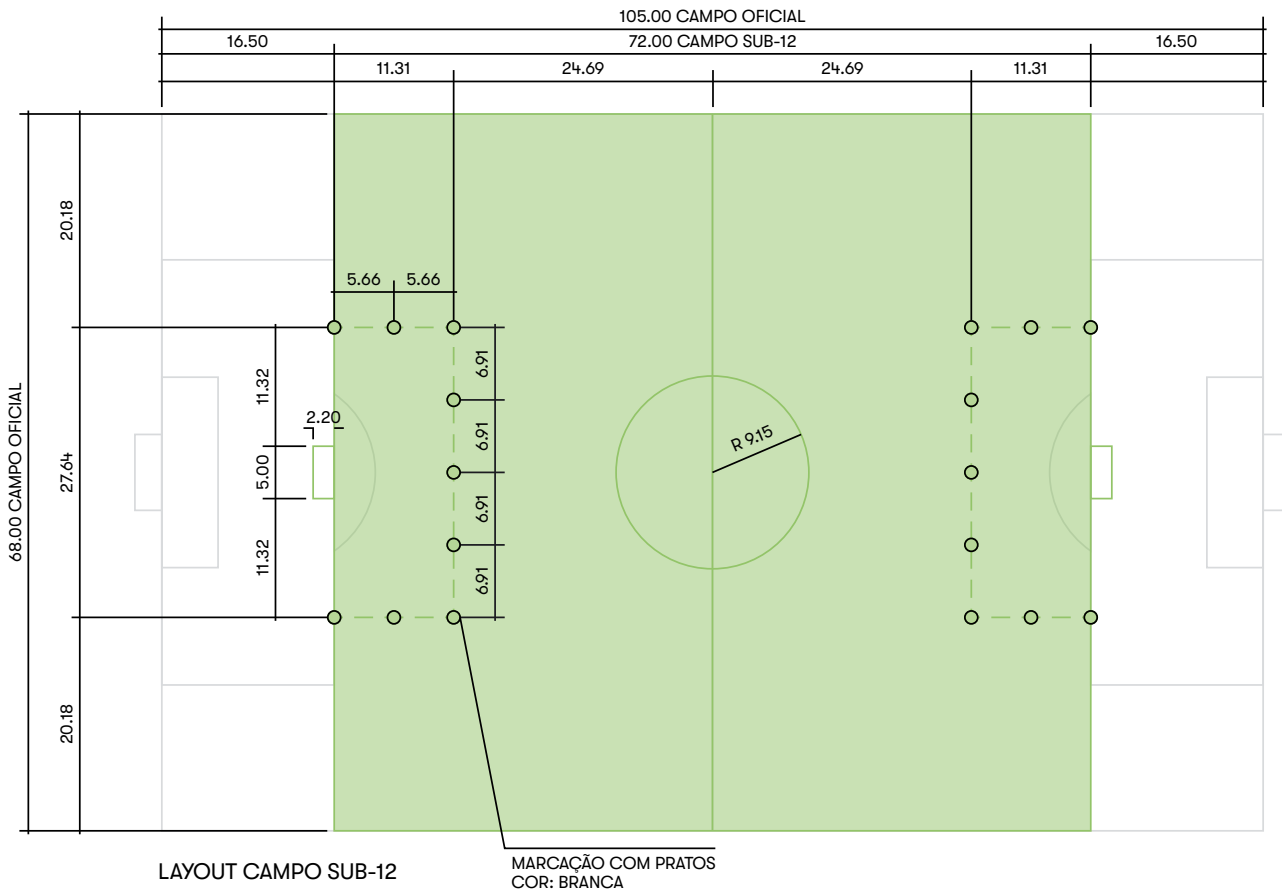 105.00 CAMPO OFICIAL
16.50
72.00 CAMPO SUB-12
16.50
11.31
24.69
24.69
11.31
20.18
5.66
5.66
6.91
11.32
2.20
R 9.15
6.91
68.00 CAMPO OFICIAL
27.64
5.00
6.91
11.32
6.91
20.18
MARCAÇÃO COM PRATOS
COR: BRANCA
LAYOUT CAMPO SUB-12